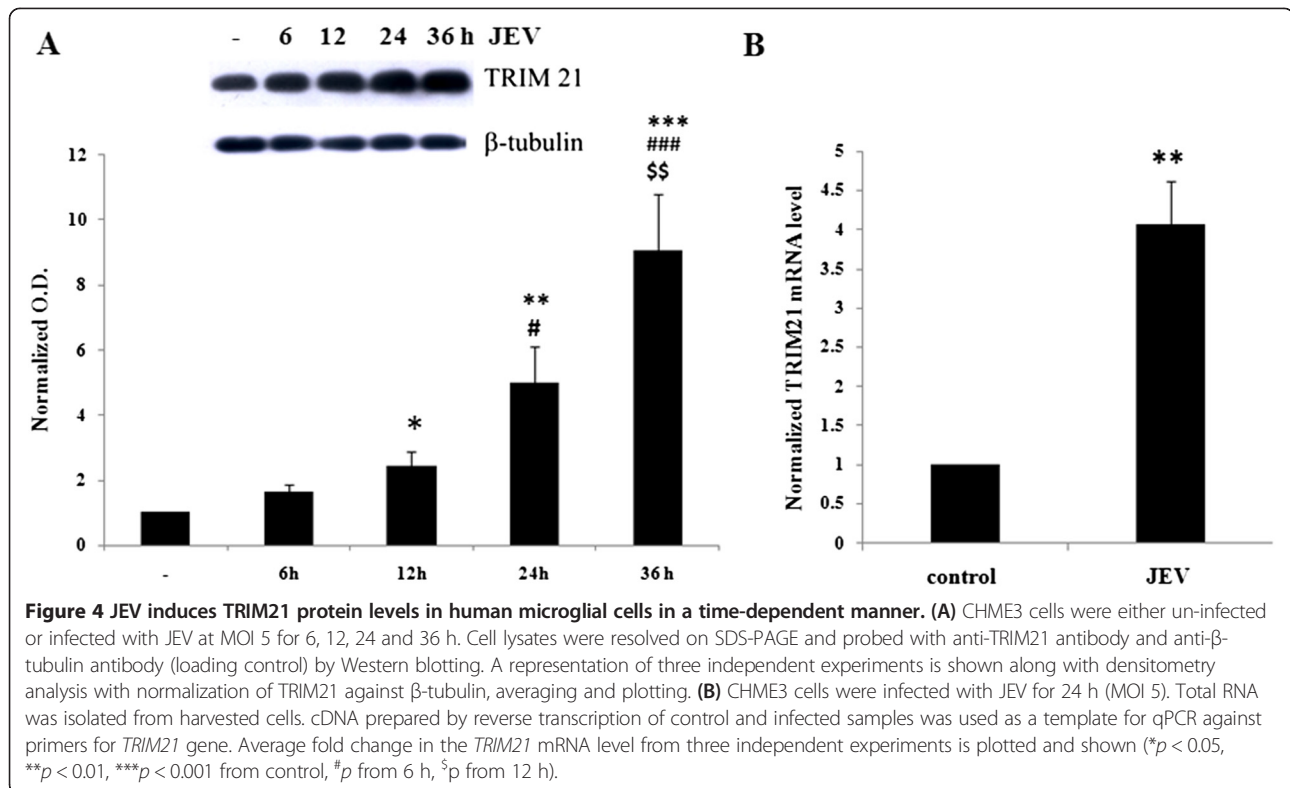 A
- 6 12 24 36 h JEV
TRIM 21
β-tubulin
***
###
$$
**
#
*
12
10
8
6
4
2
0
Normalized O.D.
- 6h 12h 24h 36h
B
**
5
4.5
4
3.5
3
2.5
2
1.5
1
0.5
0
Normalized TRIM21 mRNA level
control JEV
Figure 4 JEV induces TRIM21 protein levels in human microglial cells in a time-dependent manner. (A) CHME3 cells were either un-infected
or infected with JEV at MOI 5 for 6, 12, 24 and 36 h. Cell lysates were resolved on SDS-PAGE and probed with anti-TRIM21 antibody and anti-β-
tubulin antibody (loading control) by Western blotting. A representation of three independent experiments is shown along with densitometry
analysis with normalization of TRIM21 against β-tubulin, averaging and plotting. (B) CHME3 cells were infected with JEV for 24 h (MOI 5). Total RNA
was isolated from harvested cells. cDNA prepared by reverse transcription of control and infected samples was used as a template for qPCR against
primers for TRIM21 gene. Average fold change in the TRIM21 mRNA level from three independent experiments is plotted and shown (*p < 0.05,
**p < 0.01, ***p < 0.001 from control, #p from 6 h, $p from 12 h).